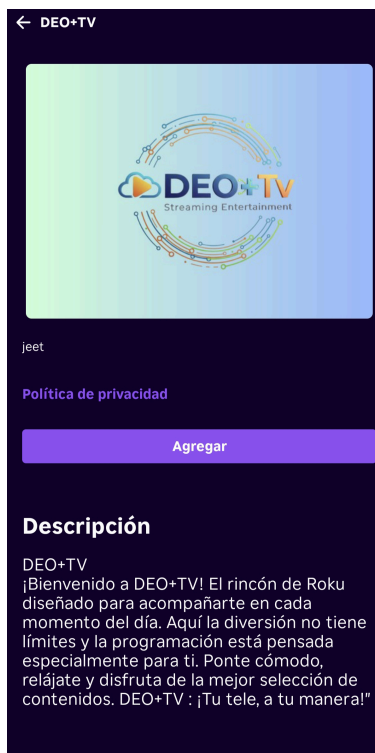 DEO+TV
DEO+TV
Streaming Entertainment
jeet
Política de privacidad
Agregar
Descripción
DEO+TV
¡Bienvenido a DEO+TV! El rincón de Roku
diseñado para acompañarte en cada
momento del día. Aquí la diversión no tiene
límites y la programación está pensada
especialmente para ti. Ponte cómodo,
relájate y disfruta de la mejor selección de
contenidos. DEO+TV : ¡Tu tele, a tu manera!"